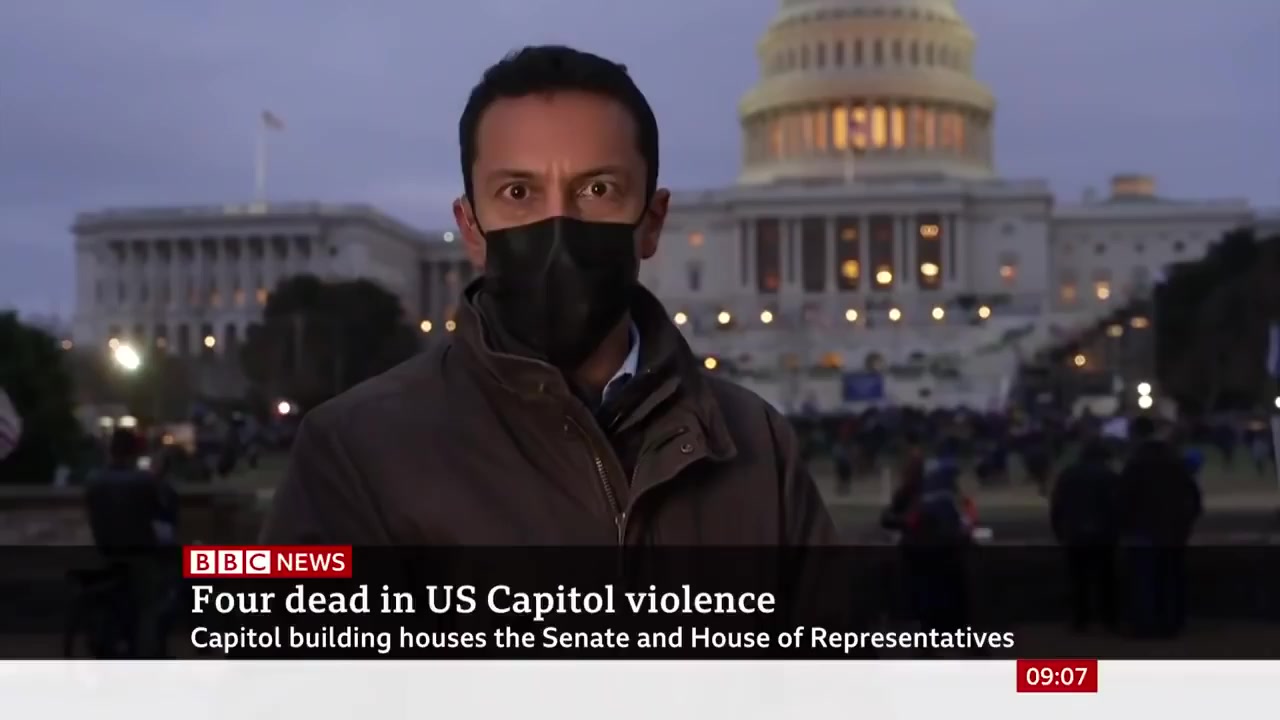 BBC NEWS
Four dead in US Capitol violence
Capitol building houses the Senate and House of Representatives
09:07